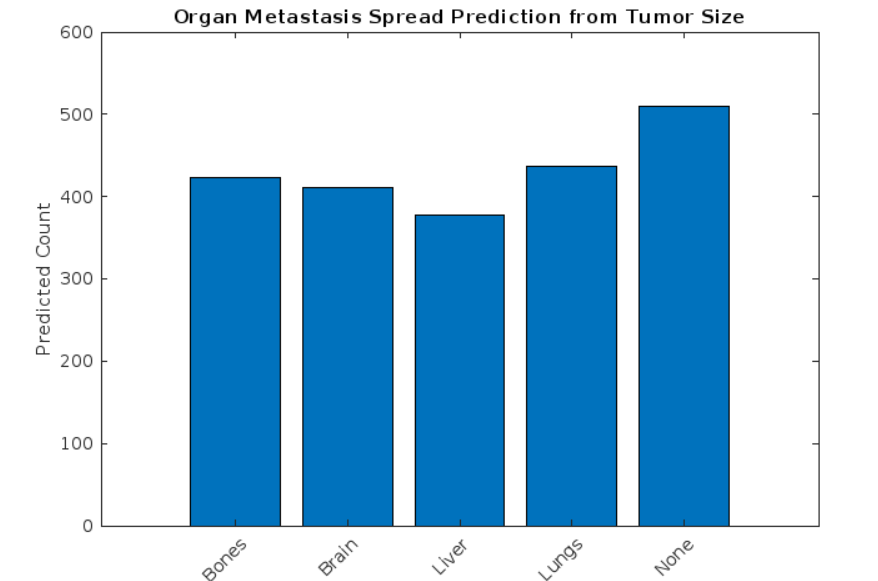 Organ Metastasis Spread Prediction from Tumor Size
600
500
400
300
200
100
0
Predicted Count
Bones
Brain
Liver
Lungs
None